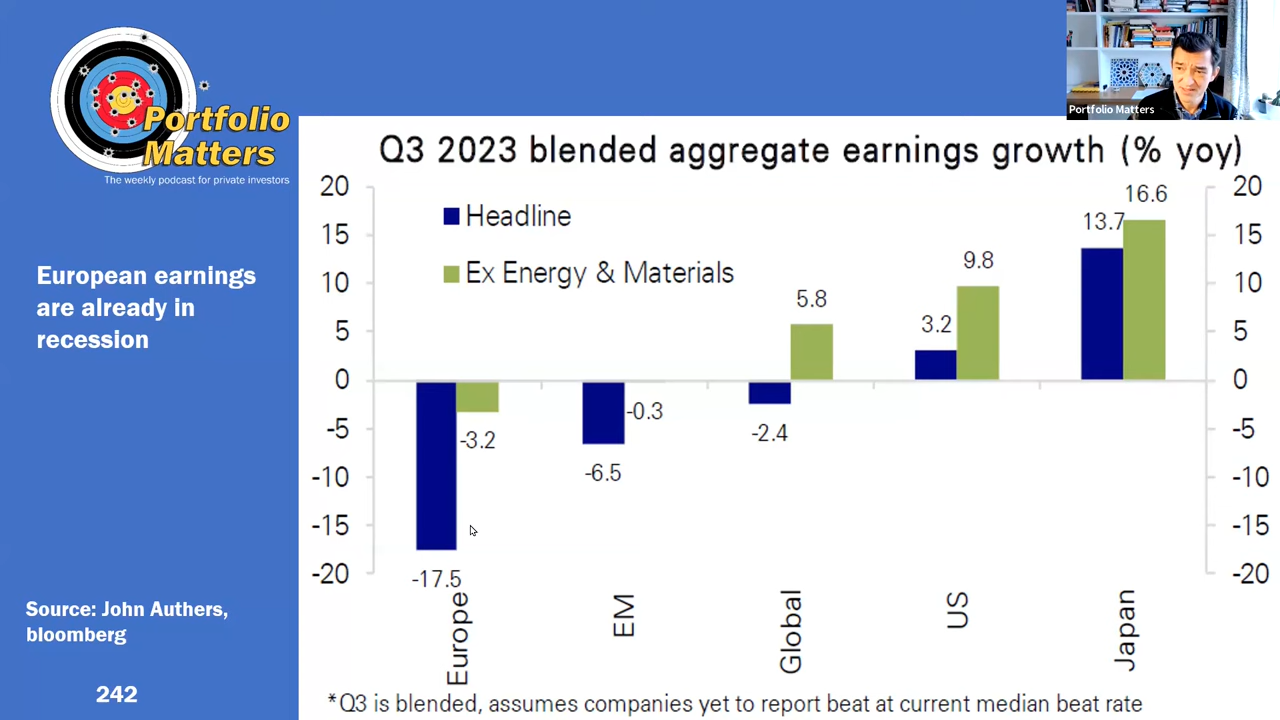 Portfolio
Matters
The weekly podcast for private investors
Portfolio Matters
European earnings
are already in
recession
Source: John Authers,
bloomberg
242
Q3 2023 blended aggregate earnings growth (% yoy)
Headline
Ex Energy & Materials
20
15
10
5
0
-5
-10
-15
-20
20
15
10
5
0
-5
-10
-15
-20
-17.5
-3.2
-6.5
-0.3
-2.4
5.8
3.2
9.8
13.7
16.6
Europe
EM
Global
US
Japan
*Q3 is blended, assumes companies yet to report beat at current median beat rate